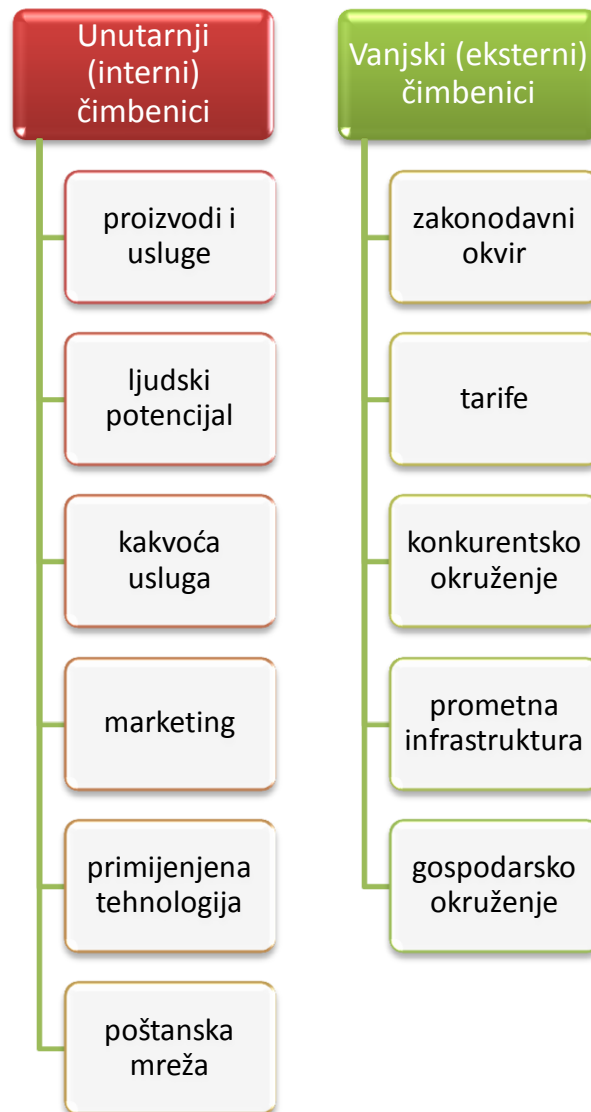 Unutarnji
(interni)
čimbenici
proizvodi i
usluge
ljudski
potencijal
kakvoća
usluga
marketing
primijenjena
tehnologija
poštanska
mreža
Vanjski (eksterni)
čimbenici
zakonodavni
okvir
tarife
konkurentsko
okruženje
prometna
infrastruktura
gospodarsko
okruženje